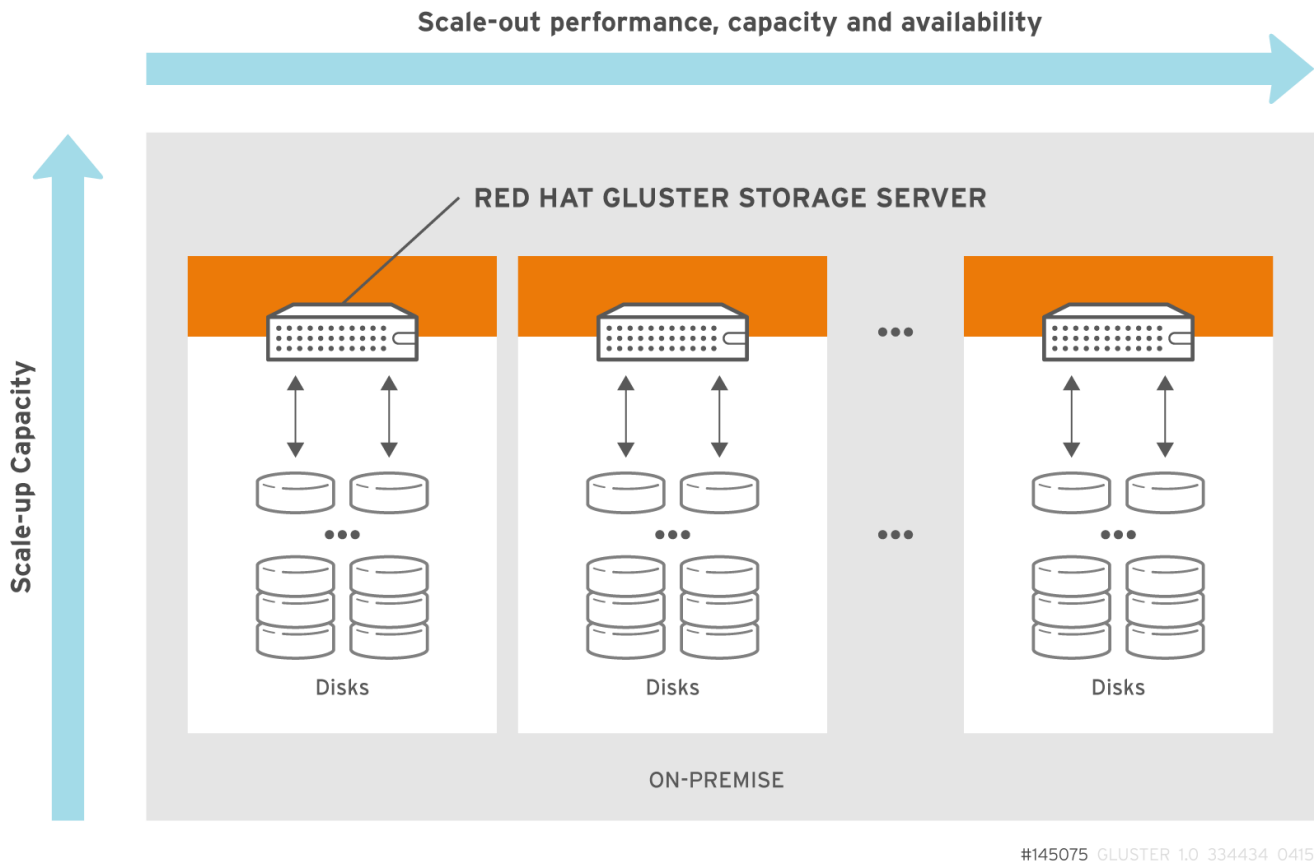 Scale-out performance, capacity and availability
Scale-up Capacity
RED HAT GLUSTER STORAGE SERVER
Disks
Disks
Disks
ON-PREMISE
#145075 GLUSTER 1.0 334434 0415